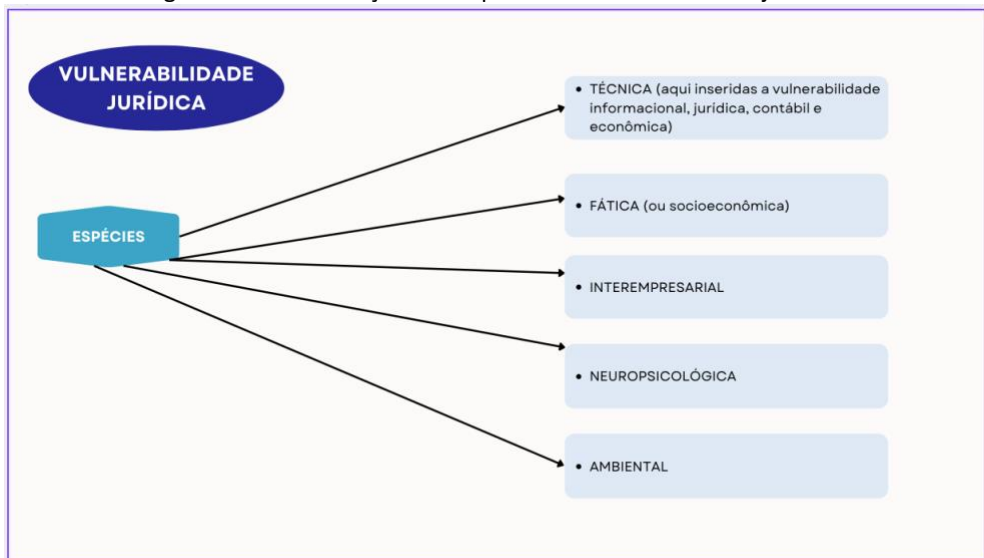 VULNERABILIDADE
JURÍDICA
ESPÉCIES
• TÉCNICA (aqui inseridas a vulnerabilidade
informacional, jurídica, contábil e
econômica)
• FÁTICA (ou socioeconômica)
• INTEREMPRESARIAL
• NEUROPSICOLÓGICA
• AMBIENTAL